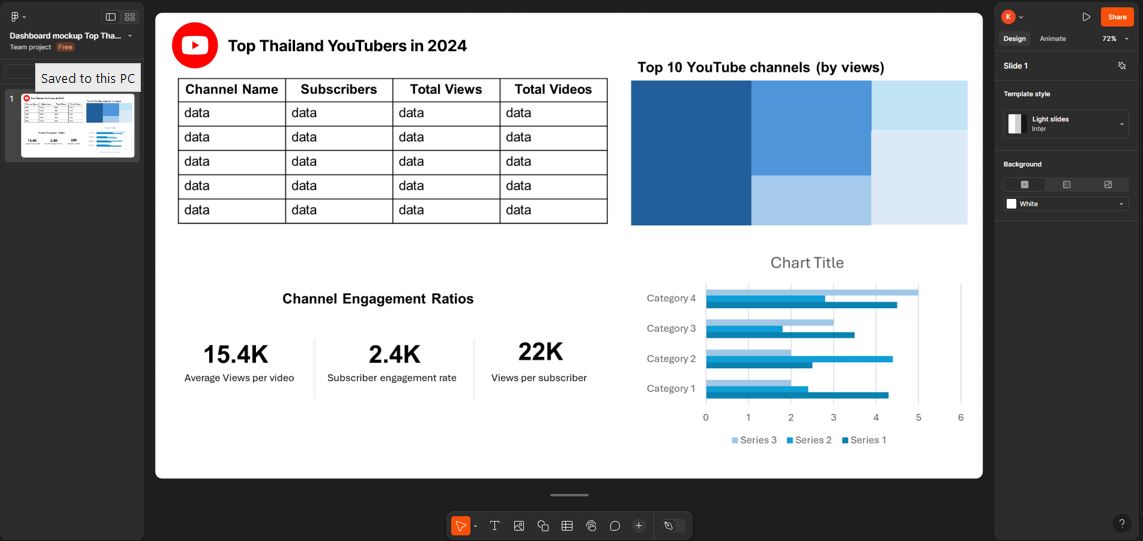 Dashboard mockup Top Tha...
Team project Free
Saved to this PC
1
Top Thailand YouTubers in 2024
Channel Name Subscribers Total Views Total Videos
data data data data
data data data data
data data data data
data data data data
data data data data
Top 10 YouTube channels (by views)
Channel Engagement Ratios
15.4K 2.4K 22K
Average Views per video Subscriber engagement rate Views per subscriber
Chart Title
Category 4
Category 3
Category 2
Category 1
0 1 2 3 4 5 6
Series 3 Series 2 Series 1
K Share
Design Animate 72%
Slide 1
Template style
Light slides
Inter
Background
White
?